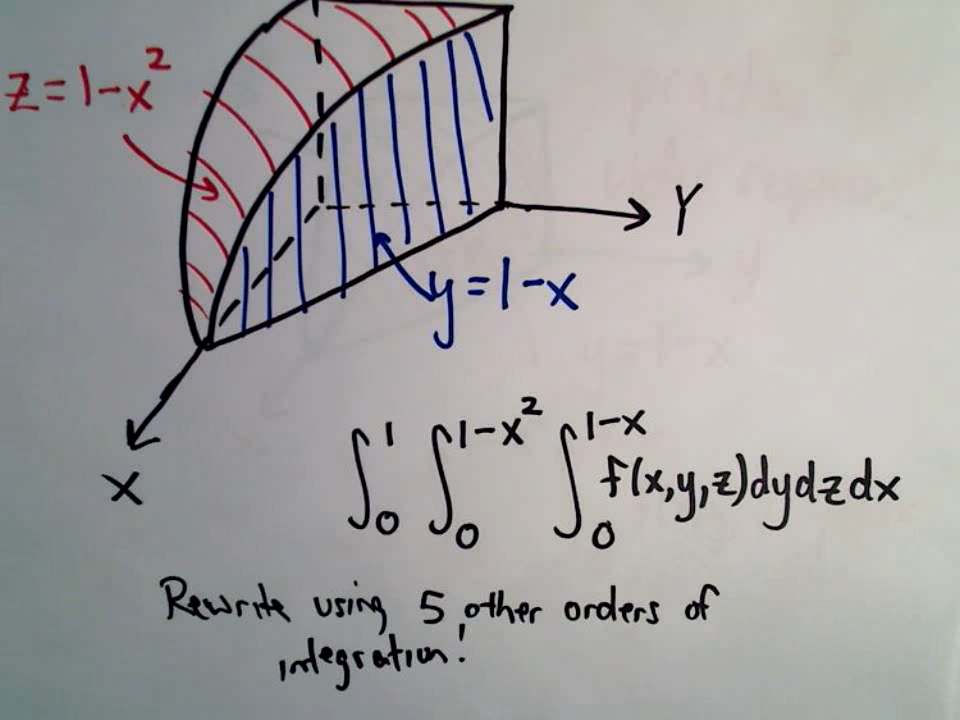 z = 1-x²
Y
y = 1-x
X
∫₀¹ ∫₀^{1-x²} ∫₀^{1-x} f(x,y,z)dydzdx
Rewrite using 5 other orders of
integration!